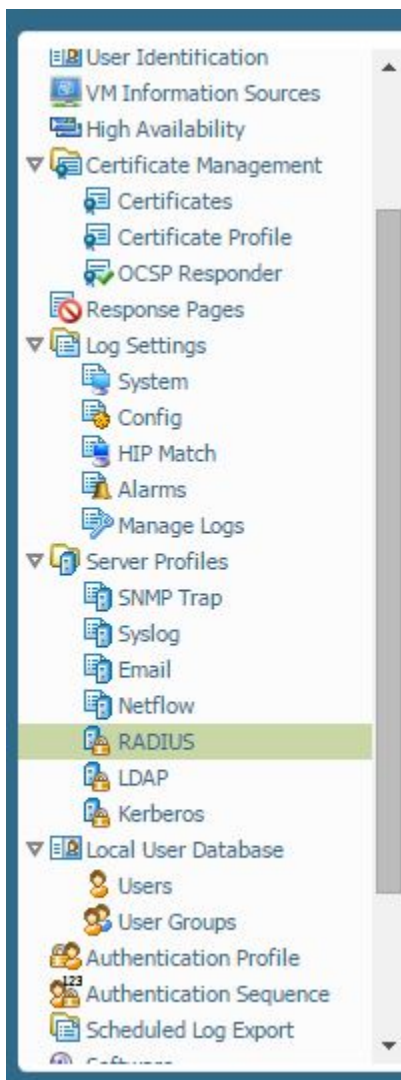 User Identification
VM Information Sources
High Availability
Certificate Management
Certificates
Certificate Profile
OCSP Responder
Response Pages
Log Settings
System
Config
HIP Match
Alarms
Manage Logs
Server Profiles
SNMP Trap
Syslog
Email
Netflow
RADIUS
LDAP
Kerberos
Local User Database
Users
User Groups
Authentication Profile
123
Authentication Sequence
Scheduled Log Export